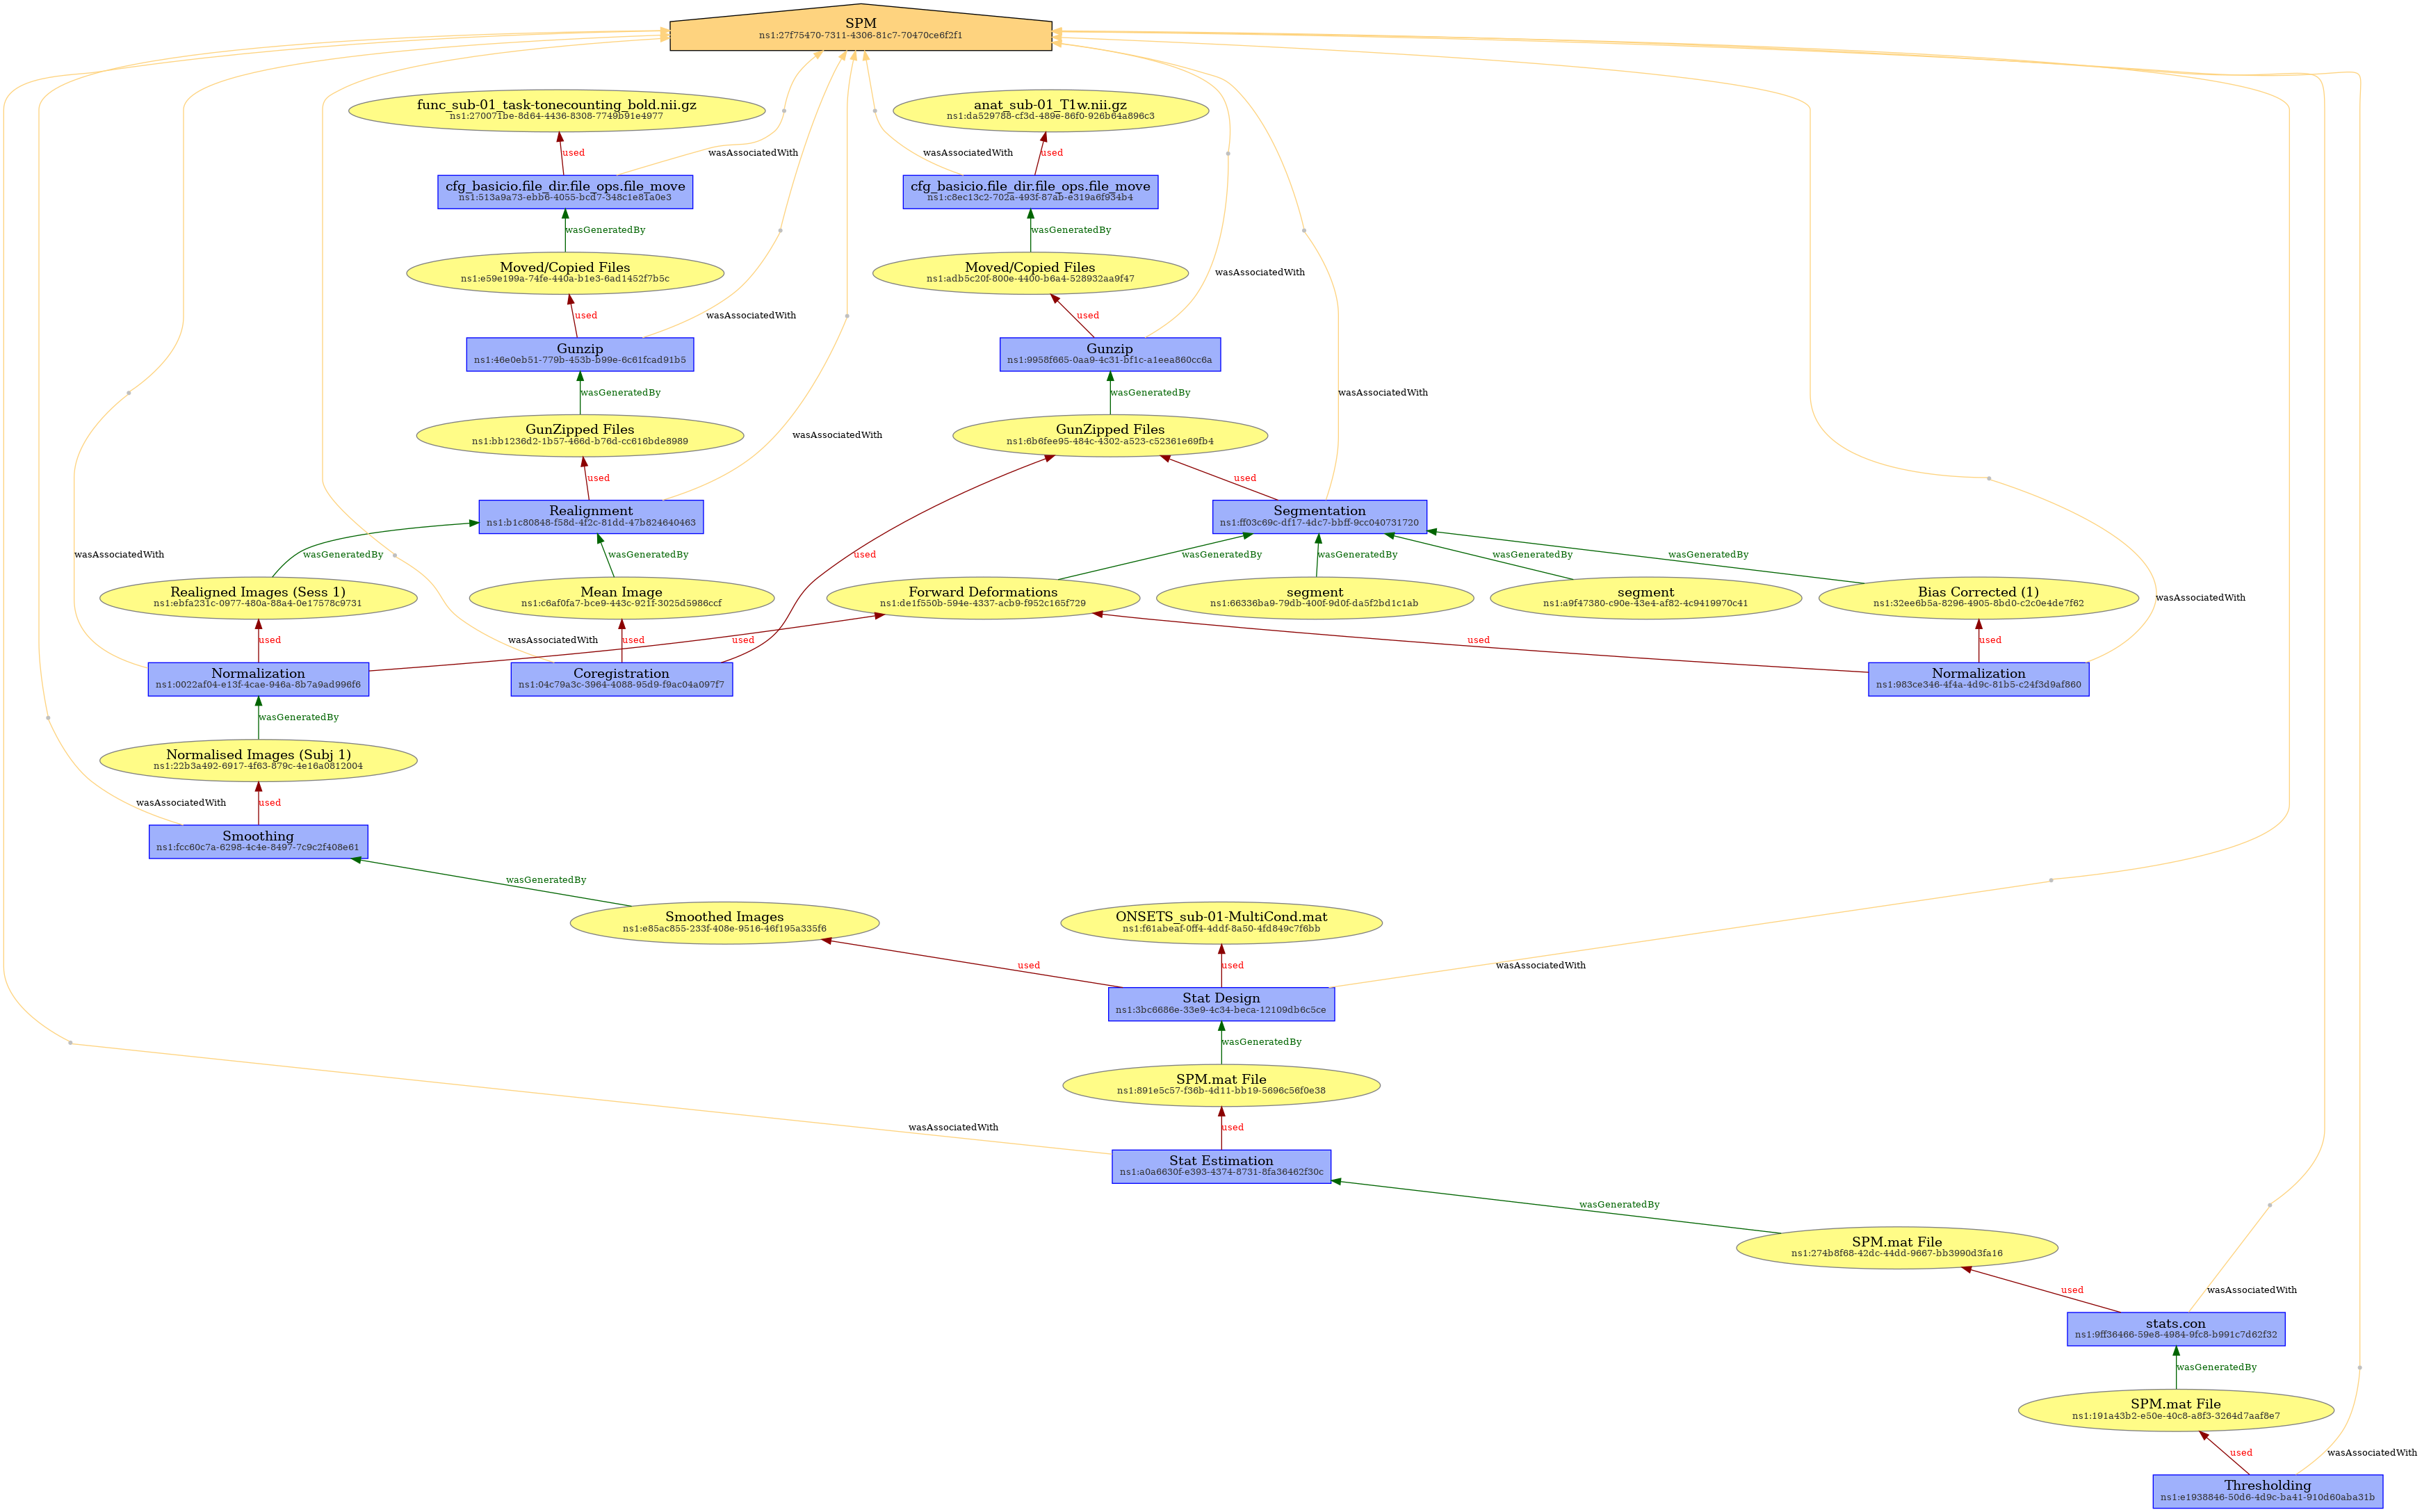 SPM
ns1:27f75470-7311-4306-81c7-70470ce6f2f1
func_sub-01_task-tonecounting_bold.nii.gz
ns1:270071be-8d64-4436-8308-7749b91e4977
anat_sub-01_T1w.nii.gz
ns1:da529788-cf3d-489e-86f0-926b64a896c3
used
wasAssociatedWith
wasAssociatedWith
used
cfg_basicio.file_dir.file_ops.file_move
ns1:513a9a73-ebb6-4055-bcd7-348c1e81a0e3
cfg_basicio.file_dir.file_ops.file_move
ns1:c8ec13c2-702a-493f-87ab-e319a6f934b4
wasGeneratedBy
wasGeneratedBy
Moved/Copied Files
ns1:e59e199a-74fe-440a-b1e3-6ad1452f7b5c
Moved/Copied Files
ns1:adb5c20f-800e-4400-b6a4-528932aa9f47
wasAssociatedWith
used
wasAssociatedWith
used
Gunzip
ns1:46e0eb51-779b-453b-b99e-6c61fcad91b5
Gunzip
ns1:9958f665-0aa9-4c31-bf1c-a1eea860cc6a
wasGeneratedBy
wasGeneratedBy
wasAssociatedWith
GunZipped Files
ns1:bb1236d2-1b57-466d-b76d-cc616bde8989
wasAssociatedWith
GunZipped Files
ns1:6b6fee95-484c-4302-a523-c52361e69fb4
used
used
Realignment
ns1:b1c80848-f58d-4f2c-81dd-47b824640463
Segmentation
ns1:ff03c69c-df17-4dc7-bbff-9cc040731720
wasAssociatedWith
wasGeneratedBy
wasGeneratedBy
used
wasGeneratedBy
wasGeneratedBy
wasGeneratedBy
wasGeneratedBy
Realigned Images (Sess 1)
ns1:ebfa231c-0977-480a-88a4-0e17578c9731
Mean Image
ns1:c6af0fa7-bce9-443c-921f-3025d5986ccf
Forward Deformations
ns1:de1f550b-594e-4337-acb9-f952c165f729
segment
ns1:66336ba9-79db-400f-9d0f-da5f2bd1c1ab
segment
ns1:a9f47380-c90e-43e4-af82-4c9419970c41
Bias Corrected (1)
ns1:32ee6b5a-8296-4905-8bd0-c2c0e4de7f62
wasAssociatedWith
used
wasAssociatedWith
used
used
used
used
Normalization
ns1:0022af04-e13f-4cae-946a-8b7a9ad996f6
Coregistration
ns1:04c79a3c-3964-4088-95d9-f9ac04a097f7
Normalization
ns1:983ce346-4f4a-4d9c-81b5-c24f3d9af860
wasGeneratedBy
Normalised Images (Subj 1)
ns1:22b3a492-6917-4f63-879c-4e16a0812004
wasAssociatedWith
used
Smoothing
ns1:fcc60c7a-6298-4c4e-8497-7c9c2f408e61
wasGeneratedBy
Smoothed Images
ns1:e85ac855-233f-408e-9516-46f195a335f6
ONSETS_sub-01-MultiCond.mat
ns1:f61abeaf-0ff4-4ddf-8a50-4fd849c7f6bb
used
used
wasAssociatedWith
Stat Design
ns1:3bc6686e-33e9-4c34-beca-12109db6c5ce
wasGeneratedBy
SPM.mat File
ns1:891e5c57-f36b-4d11-bb19-5696c56f0e38
wasAssociatedWith
used
Stat Estimation
ns1:a0a6630f-e393-4374-8731-8fa36462f30c
wasGeneratedBy
SPM.mat File
ns1:274b8f68-42dc-44dd-9667-bb3990d3fa16
used
wasAssociatedWith
stats.con
ns1:9ff36466-59e8-4984-9fc8-b991c7d62f32
wasGeneratedBy
SPM.mat File
ns1:191a43b2-e50e-40c8-a8f3-3264d7aaf8e7
used
wasAssociatedWith
Thresholding
ns1:e1938846-50d6-4d9c-ba41-910d60aba31b